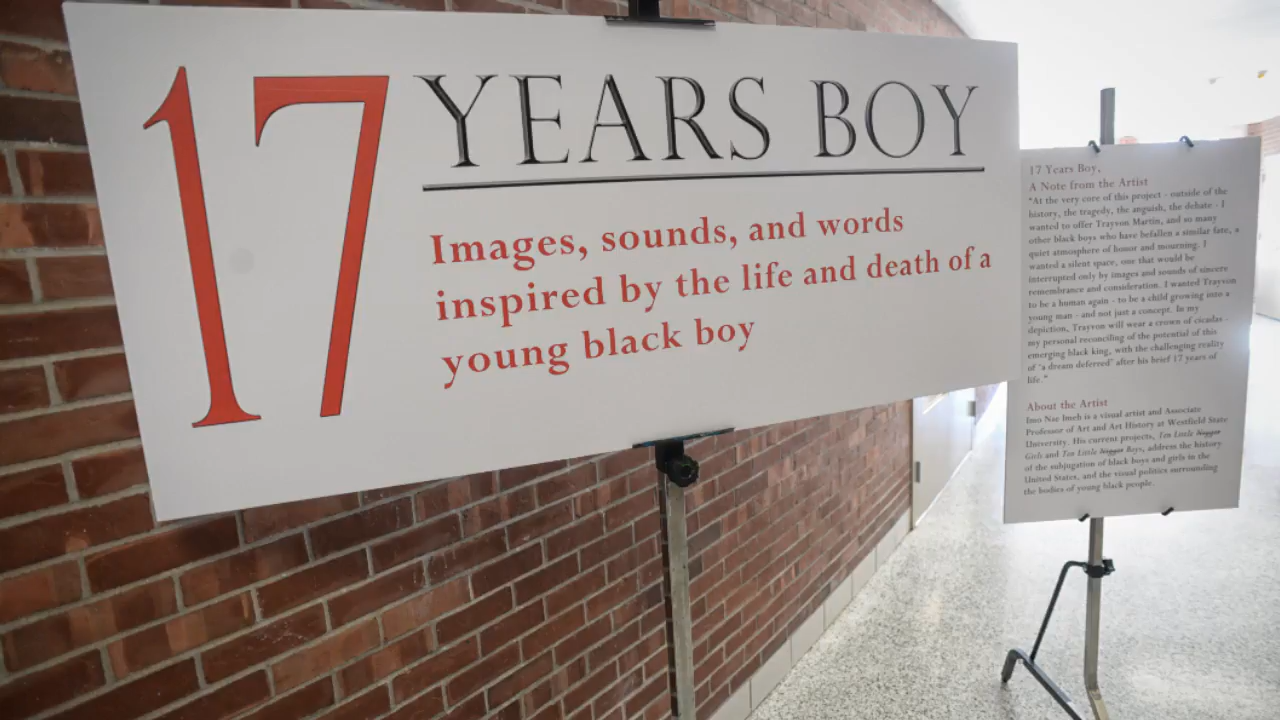 17 YEARS BOY
Images, sounds, and words
inspired by the life and death of a
young black boy
17 Years Boy,
A Note from the Artist
"At the very core of this project - outside of the
history, the tragedy, the anguish, the debate - I
wanted to offer Trayvon Martin, and so many
other black boys who have befallen a similar fate, a
quiet atmosphere of honor and mourning. I
wanted a silent space, one that would be
interrupted only by images and sounds of sincere
remembrance and consideration. I wanted Trayvon
to be a human again - to be a child growing into a
young man - and not just a concept. In my
depiction, Trayvon will wear a crown of cicadas -
my personal reconciling of the potential of this
emerging black king, with the challenging reality
of "a dream deferred" after his brief 17 years of
life."
About the Artist
Imo Nse Imeh is a visual artist and Associate
Professor of Art and Art History at Westfield State
University. His current projects, Ten Little Nigger
Girls and Ten Little Nigger Boys, address the history
of the subjugation of black boys and girls in the
United States, and the visual politics surrounding
the bodies of young black people.